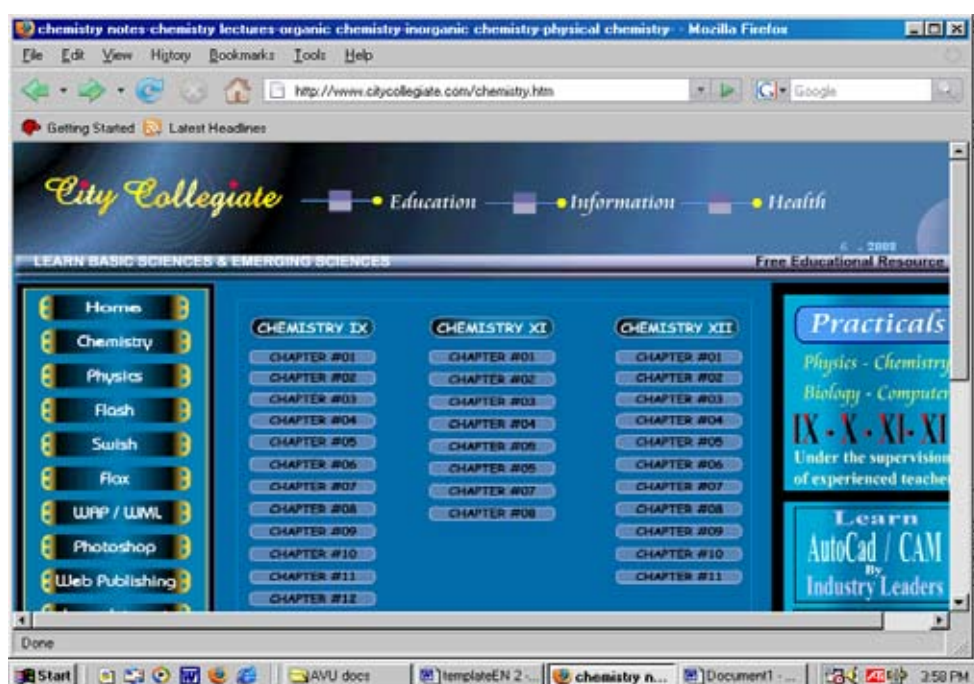 chemistry notes-chemistry lectures-organic chemistry-inorganic chemistry-physical chemistry- - Mozilla Firefox
File Edit View History Bookmarks Tools Help
http://www.citycollegiate.com/chemistry.htm
Google
Getting Started Latest Headlines
City Collegiate Education Information Health
2008
LEARN BASIC SCIENCES & EMERGING SCIENCES Free Educational Resource
Home
Chemistry
Physics
Flash
Swish
Flax
WAP / WML
Photoshop
Web Publishing
CHEMISTRY IX
CHAPTER #01
CHAPTER #02
CHAPTER #03
CHAPTER #04
CHAPTER #05
CHAPTER #06
CHAPTER #07
CHAPTER #08
CHAPTER #09
CHAPTER #10
CHAPTER #11
CHAPTER #12
CHEMISTRY XI
CHAPTER #01
CHAPTER #02
CHAPTER #03
CHAPTER #04
CHAPTER #05
CHAPTER #06
CHAPTER #07
CHAPTER #08
CHEMISTRY XII
CHAPTER #01
CHAPTER #02
CHAPTER #03
CHAPTER #04
CHAPTER #05
CHAPTER #06
CHAPTER #07
CHAPTER #08
CHAPTER #09
CHAPTER #10
CHAPTER #11
Practicals
Physics - Chemistry
Biology - Computer
IX - X - XI- XI
Under the supervision
of experienced teache
Learn
AutoCad / CAM
By
Industry Leaders
Done
Start AVU docs templateEN 2 -... chemistry n... Document1 - ... 3:58 PM